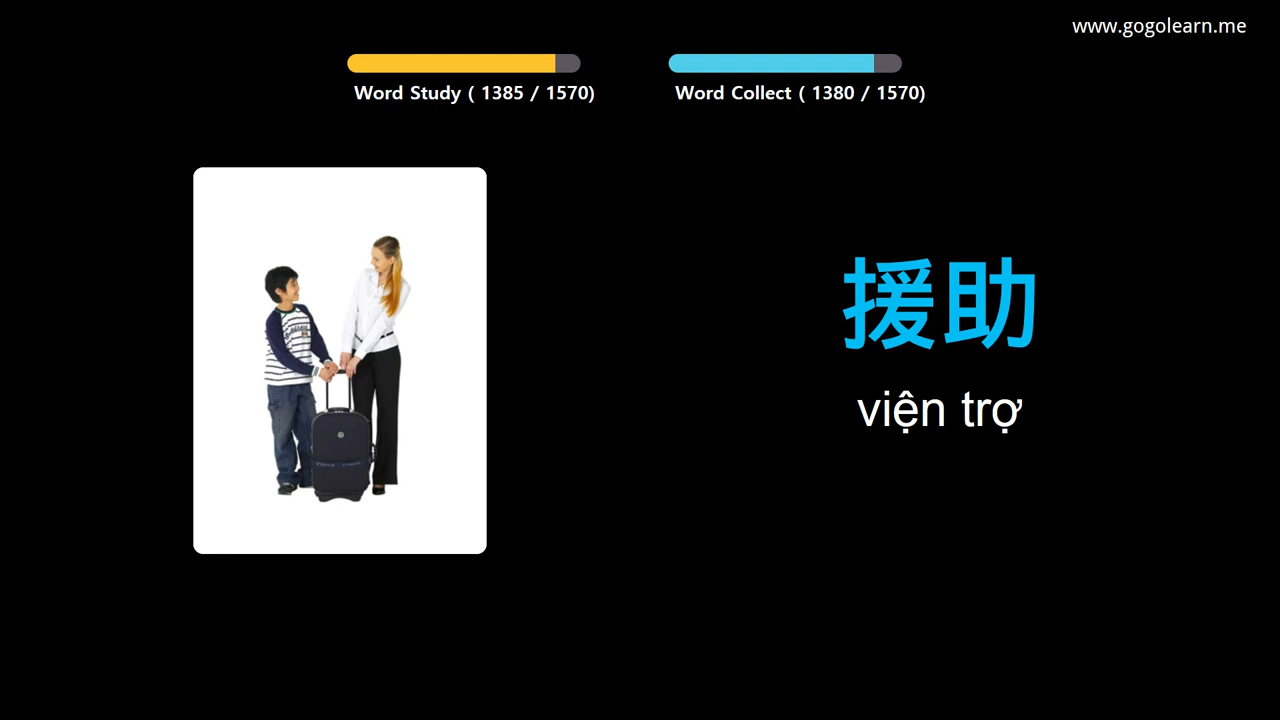 www.gogolearn.me
Word Study ( 1385 / 1570)
Word Collect ( 1380 / 1570)
援助
viện trợ